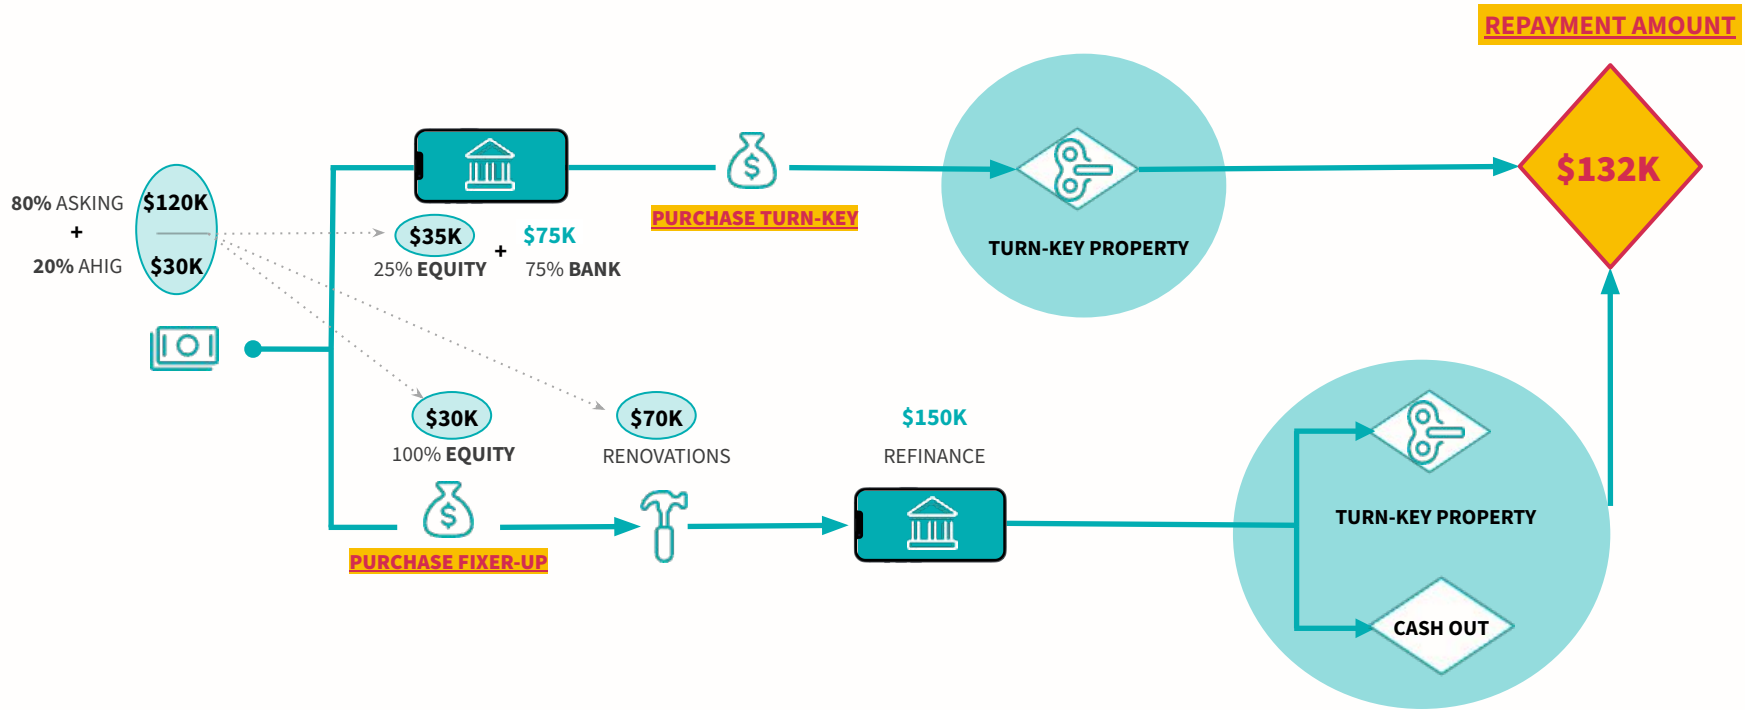 REPAYMENT AMOUNT
$132K
80% ASKING
+
20% AHIG
$120K
$30K
$35K
+
$75K
25% EQUITY
75% BANK
PURCHASE TURN-KEY
$
TURN-KEY PROPERTY
$30K
100% EQUITY
$
PURCHASE FIXER-UP
$70K
RENOVATIONS
$150K
REFINANCE
TURN-KEY PROPERTY
CASH OUT